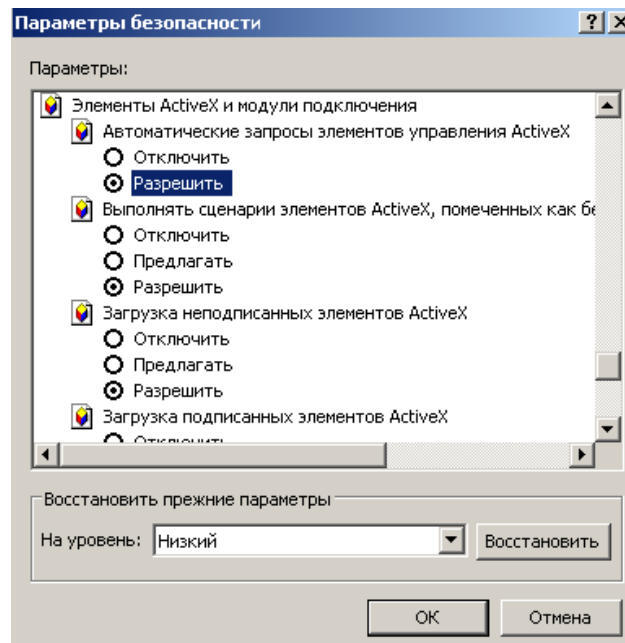 Параметры безопасности
Параметры:
Элементы ActiveX и модули подключения
Автоматические запросы элементов управления ActiveX
Отключить
Разрешить
Выполнять сценарии элементов ActiveX, помеченных как бе
Отключить
Предлагать
Разрешить
Загрузка неподписанных элементов ActiveX
Отключить
Предлагать
Разрешить
Загрузка подписанных элементов ActiveX
Отключить
Восстановить прежние параметры
На уровень: Низкий Восстановить
ОК Отмена